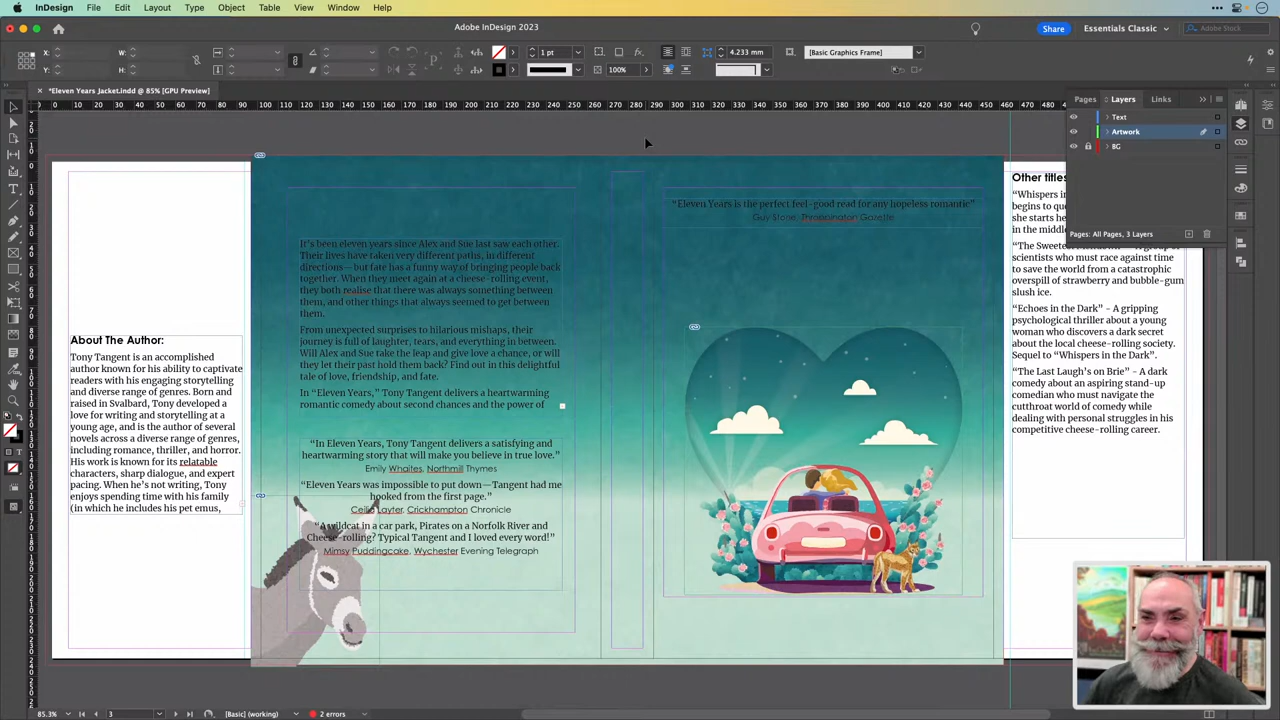 InDesign File Edit Layout Type Object Table View Window Help
Adobe InDesign 2023
Share
Essentials Classic
Adobe Stock
X:
Y:
W:
H:
1 pt
100%
4.233 mm
[Basic Graphics Frame]
*Eleven Years Jacket.indd @ 85% [GPU Preview]
Pages Layers Links
Text
Artwork
BG
Pages: All Pages, 3 Layers
About The Author:
Tony Tangent is an accomplished
author known for his ability to captivate
readers with his engaging storytelling
and diverse range of genres. Born and
raised in Svalbard, Tony developed a
love for writing and storytelling at a
young age, and is the author of several
novels across a diverse range of genres,
including romance, thriller, and horror.
His work is known for its relatable
characters, sharp dialogue, and expert
pacing. When he's not writing, Tony
enjoys spending time with his family
(in which he includes his pet emus,
It's been eleven years since Alex and Sue last saw each other.
Their lives have taken very different paths, in different
directions—but fate has a funny way of bringing people back
together. When they meet again at a cheese-rolling event,
they both realise that there was always something between
them, and other things that always seemed to get between
them.
From unexpected surprises to hilarious mishaps, their
journey is full of laughter, tears, and everything in between.
Will Alex and Sue take the leap and give love a chance, or will
they let their past hold them back? Find out in this delightful
tale of love, friendship, and fate.
In “Eleven Years,” Tony Tangent delivers a heartwarming
romantic comedy about second chances and the power of
“In Eleven Years, Tony Tangent delivers a satisfying and
heartwarming story that will make you believe in true love.”
Emily Whaites, Northmill Thymes
“Eleven Years was impossible to put down—Tangent had me
hooked from the first page.”
Layter, Crickhampton Chronicle
“A wildcat in a car park, Pirates on a Norfolk River and
Cheese-rolling? Typical Tangent and I loved every word!”
Mimsy Puddingcake, Wychester Evening Telegraph
“Eleven Years is the perfect feel-good read for any hopeless romantic”
Guy Stone, Gazette
Other titles
“Whispers in
begins to qu
she starts he
in the middl
“The Sweetes
scientists who must race against time
to save the world from a catastrophic
overspill of strawberry and bubble-gum
slush ice.
“Echoes in the Dark” - A gripping
psychological thriller about a young
woman who discovers a dark secret
about the local cheese-rolling society.
Sequel to “Whispers in the Dark”.
“The Last Laugh's on Brie” - A dark
comedy about an aspiring stand-up
comedian who must navigate the
cutthroat world of comedy while
dealing with personal struggles in his
competitive cheese-rolling career.
85.3%
3
[Basic] (working)
2 errors